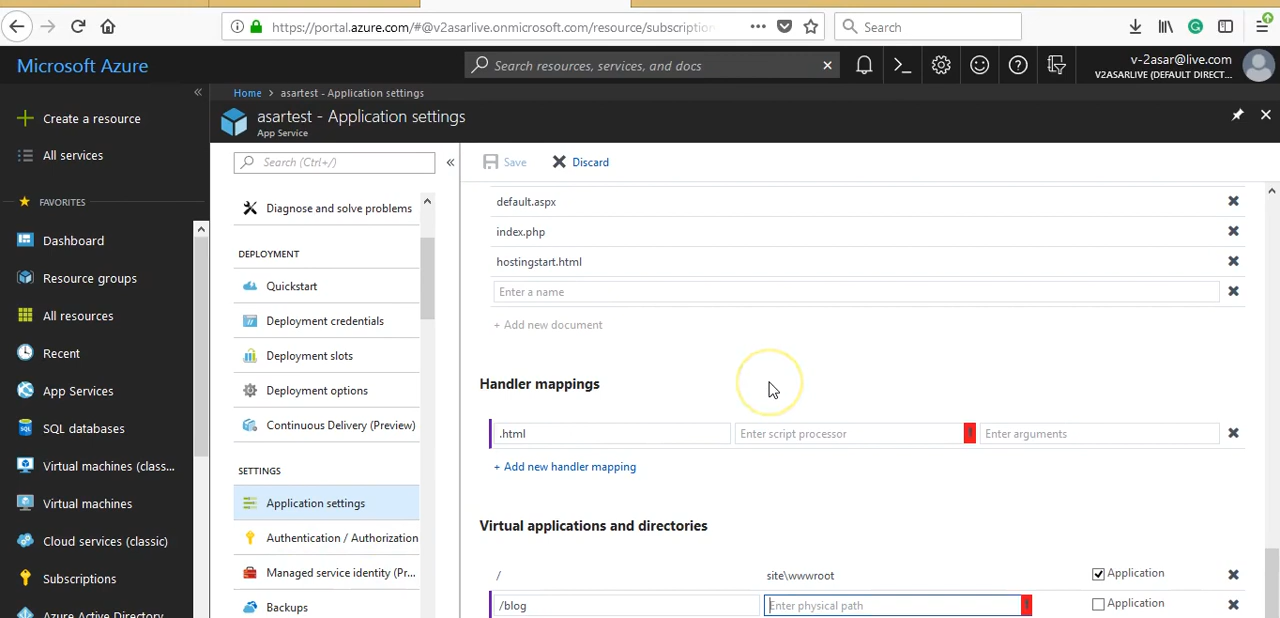 https://portal.azure.com/#@v2asarlive.onmicrosoft.com/resource/subscription
Search
Microsoft Azure
Search resources, services, and docs
v-2asar@live.com
V2ASARLIVE (DEFAULT DIRECT...
Home > asartest - Application settings
asartest - Application settings
App Service
Create a resource
All services
FAVORITES
Dashboard
Resource groups
All resources
Recent
App Services
SQL databases
Virtual machines (class...
Virtual machines
Cloud services (classic)
Subscriptions
Azure Active Directory
Search (Ctrl+/)
Diagnose and solve problems
DEPLOYMENT
Quickstart
Deployment credentials
Deployment slots
Deployment options
Continuous Delivery (Preview)
SETTINGS
Application settings
Authentication / Authorization
Managed service identity (Pr...
Backups
Save
Discard
default.aspx
index.php
hostingstart.html
Enter a name
+ Add new document
Handler mappings
.html
Enter script processor
Enter arguments
+ Add new handler mapping
Virtual applications and directories
/
site\wwwroot
Application
/blog
Enter physical path
Application